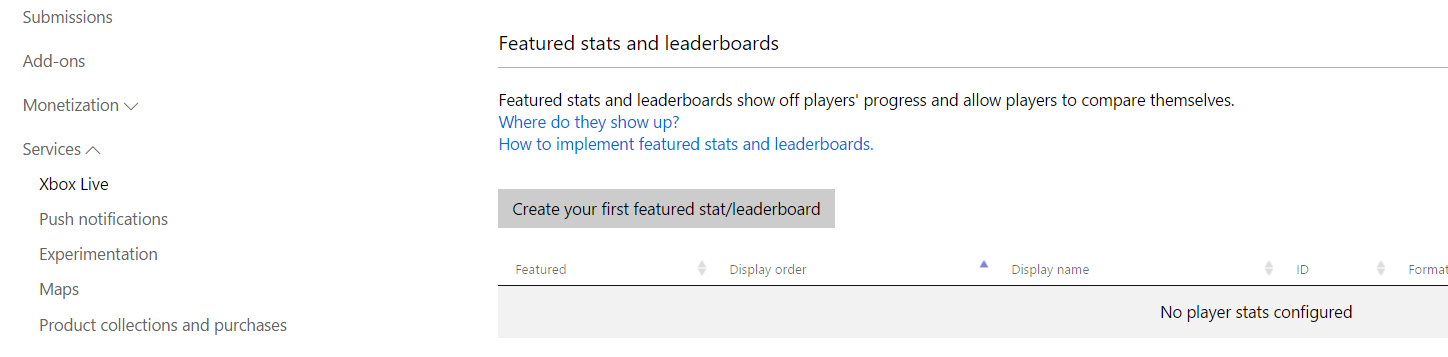 Submissions
Add-ons
Monetization
Services
Xbox Live
Push notifications
Experimentation
Maps
Product collections and purchases
Featured stats and leaderboards
Featured stats and leaderboards show off players' progress and allow players to compare themselves.
Where do they show up?
How to implement featured stats and leaderboards.
Create your first featured stat/leaderboard
Featured Display order Display name ID Format
No player stats configured